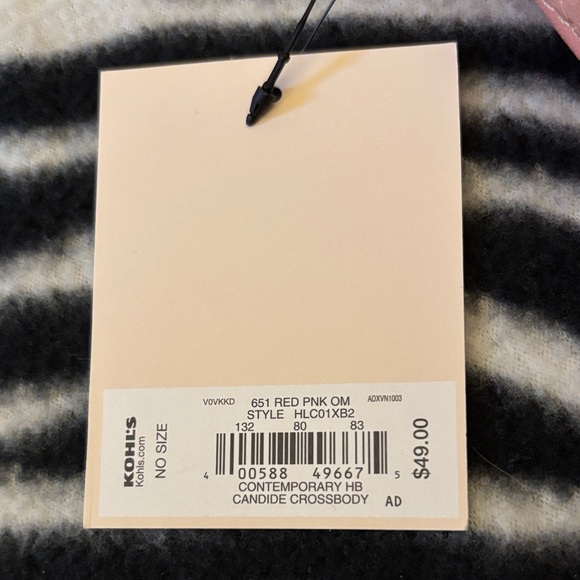 V0VKKD 651 RED PNK OM ADXVN1003
STYLE HLC01XB2
132 80 83
4 00588 49667 5
CONTEMPORARY HB
CANDIDE CROSSBODY AD
KOHL'S
Kohls.com
NO SIZE
$49.00